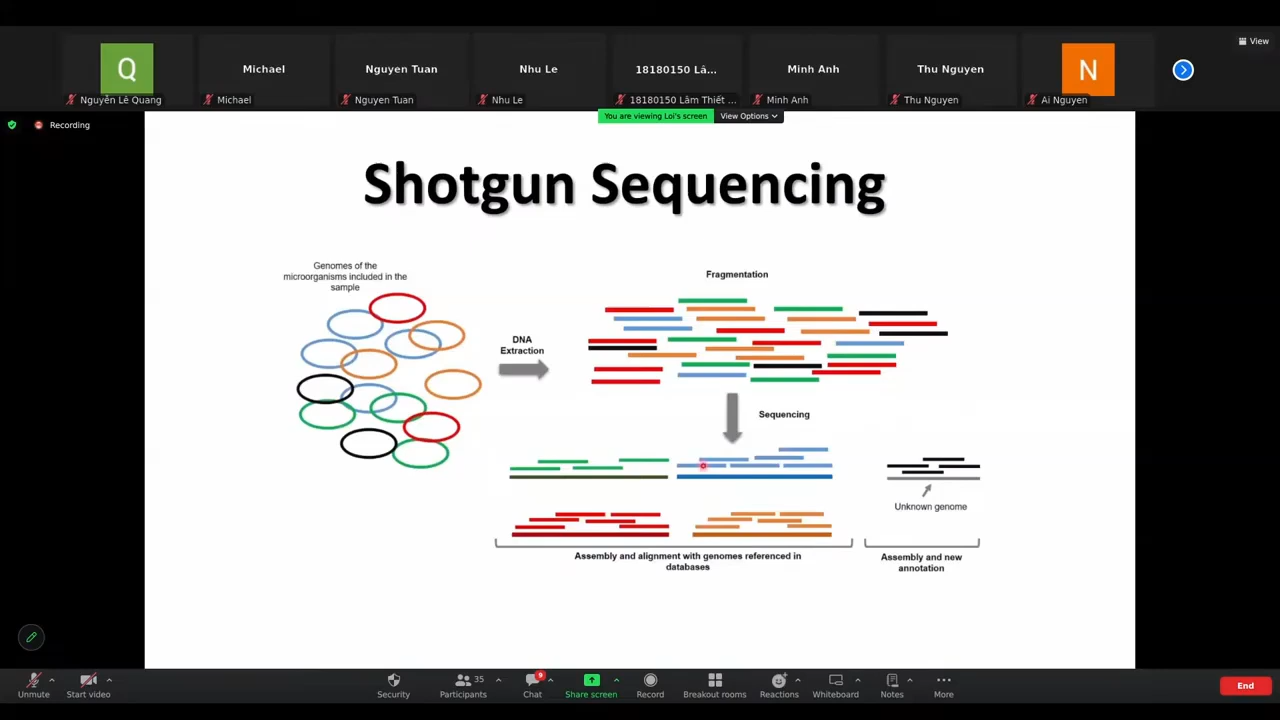 View
Q
Michael
Nguyen Tuan
Nhu Le
18180150 Lâ...
Minh Anh
Thu Nguyen
N
Nguyễn Lê Quang
Michael
Nguyen Tuan
Nhu Le
18180150 Lâm Thiết ...
Minh Anh
Thu Nguyen
Ai Nguyen
You are viewing Loi's screen
View Options
Recording
Shotgun Sequencing
Genomes of the
microorganisms included in the
sample
DNA
Extraction
Fragmentation
Sequencing
Unknown genome
Assembly and alignment with genomes referenced in
databases
Assembly and new
annotation
Unmute
Start video
Security
Participants
35
Chat
9
Share screen
Record
Breakout rooms
Reactions
Whiteboard
Notes
More
End